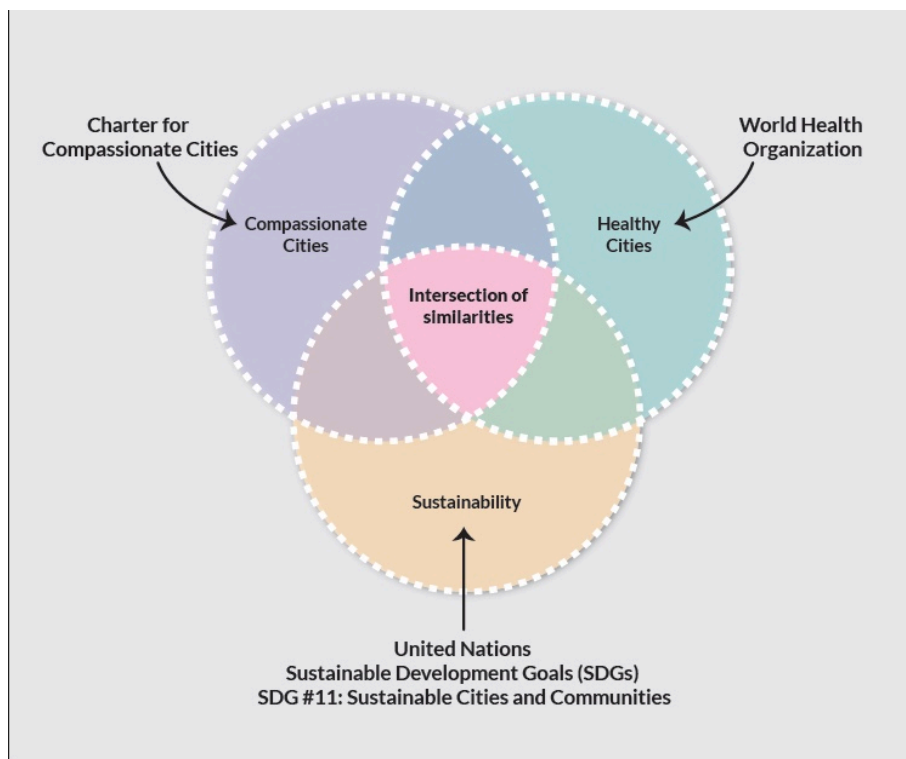 Charter for
Compassionate Cities
World Health
Organization
Compassionate
Cities
Healthy
Cities
Intersection of
similarities
Sustainability
United Nations
Sustainable Development Goals (SDGs)
SDG #11: Sustainable Cities and Communities